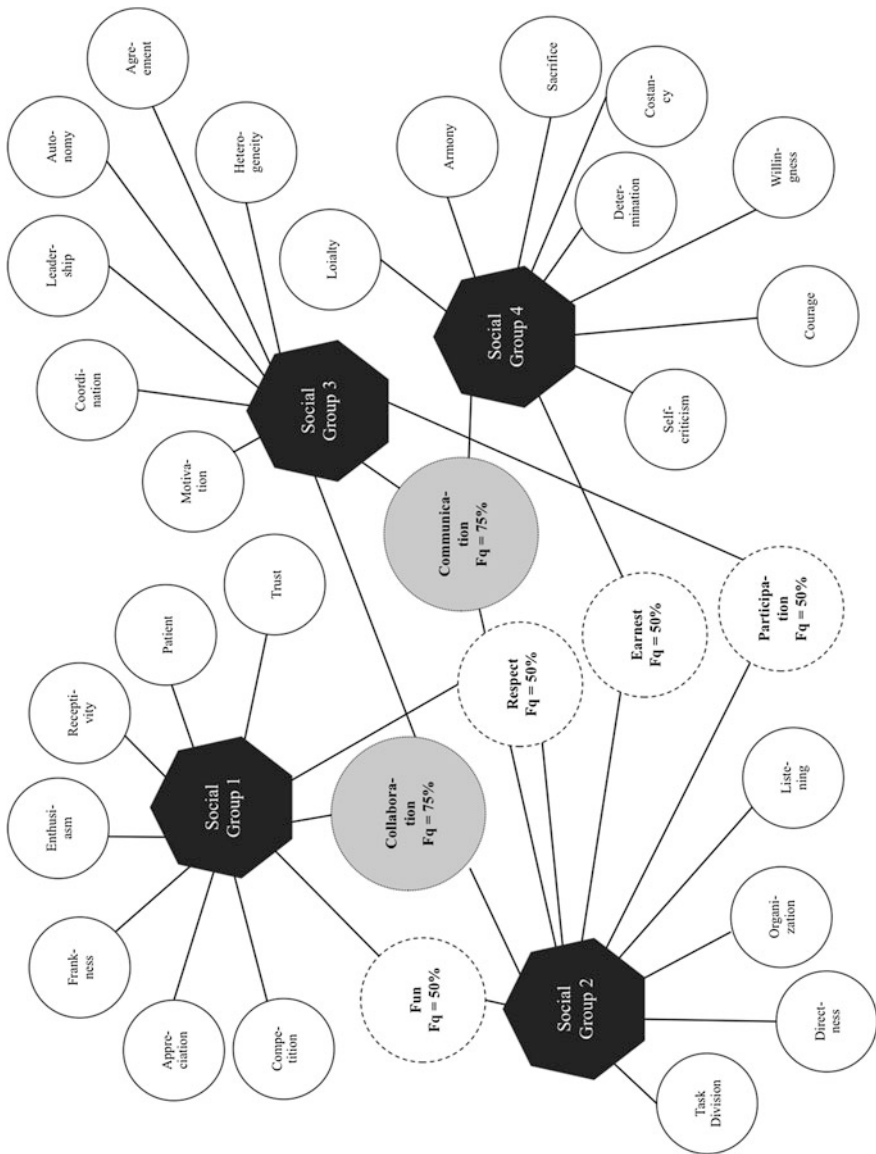 Agre-
ement
Auto-
nomy
Leader-
ship
Hetero-
geneity
Coordi-
nation
Motiva-
tion
Social
Group 3
Sacrifice
Costan-
cy
Armony
Deter-
mination
Willin-
gness
Loialty
Courage
Self-
criticism
Social
Group 4
Communica-
tion
Fq = 75%
Trust
Patient
Recepti-
vity
Enthusi-
asm
Frank-
ness
Appre-
ciation
Compe-
tition
Social
Group 1
Collabora-
tion
Fq = 75%
Respect
Fq = 50%
Earnest
Fq = 50%
Participa-
tion
Fq = 50%
Fun
Fq = 50%
Social
Group 2
Liste-
ning
Organi-
zation
Direct-
ness
Task
Division